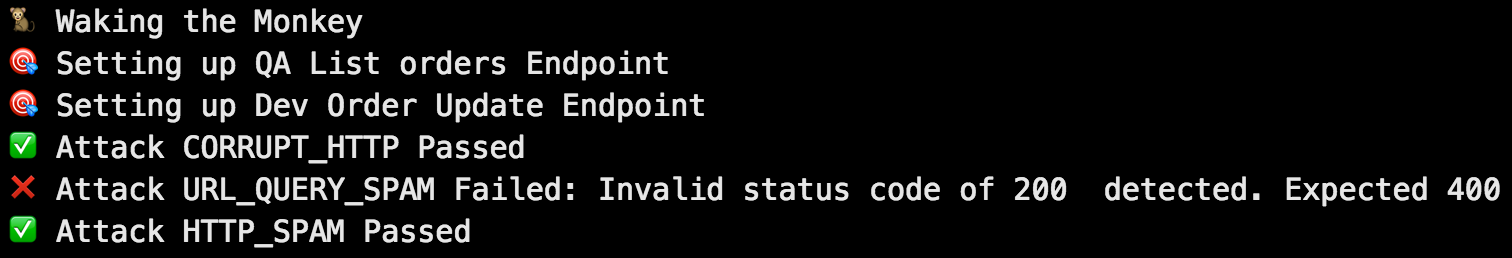 🐒 Waking the Monkey
🎯 Setting up QA List orders Endpoint
🎯 Setting up Dev Order Update Endpoint
✅ Attack CORRUPT_HTTP Passed
❌ Attack URL_QUERY_SPAM Failed: Invalid status code of 200  detected. Expected 400
✅ Attack HTTP_SPAM Passed